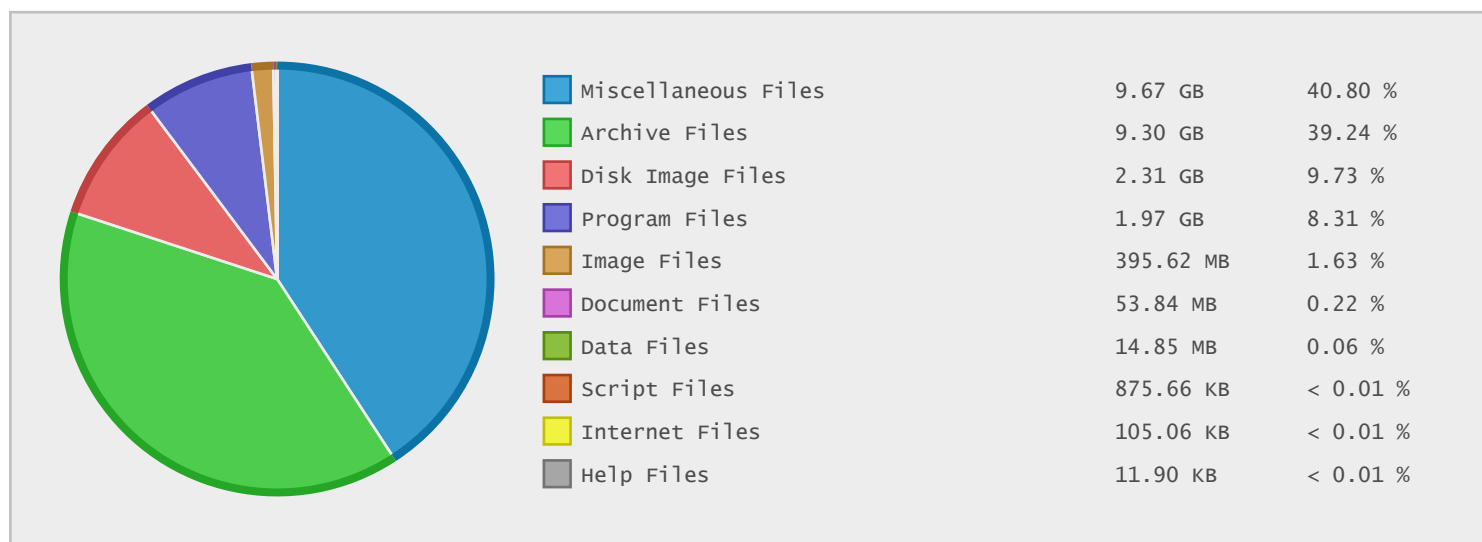 Miscellaneous Files 9.67 GB 40.80 %
Archive Files 9.30 GB 39.24 %
Disk Image Files 2.31 GB 9.73 %
Program Files 1.97 GB 8.31 %
Image Files 395.62 MB 1.63 %
Document Files 53.84 MB 0.22 %
Data Files 14.85 MB 0.06 %
Script Files 875.66 KB < 0.01 %
Internet Files 105.06 KB < 0.01 %
Help Files 11.90 KB < 0.01 %